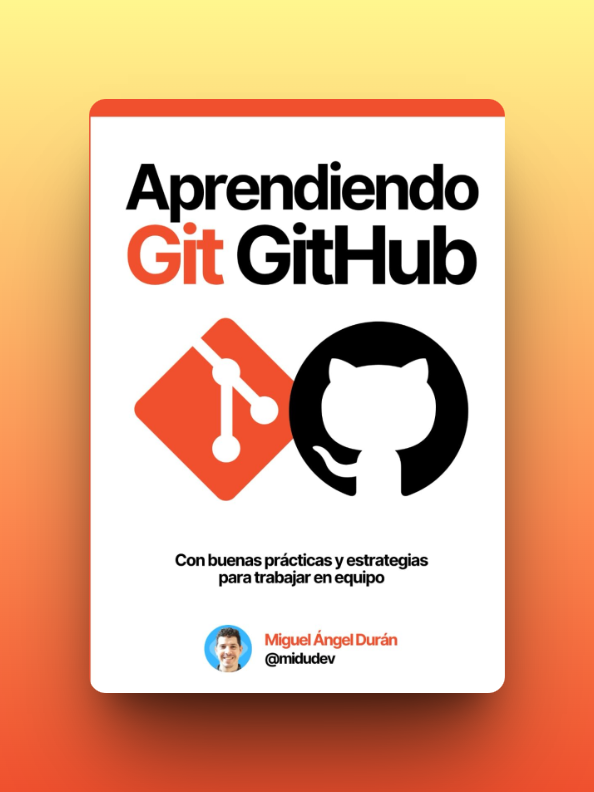 Aprendiendo
Git GitHub
Con buenas prácticas y estrategias
para trabajar en equipo
Miguel Ángel Durán
@midudev